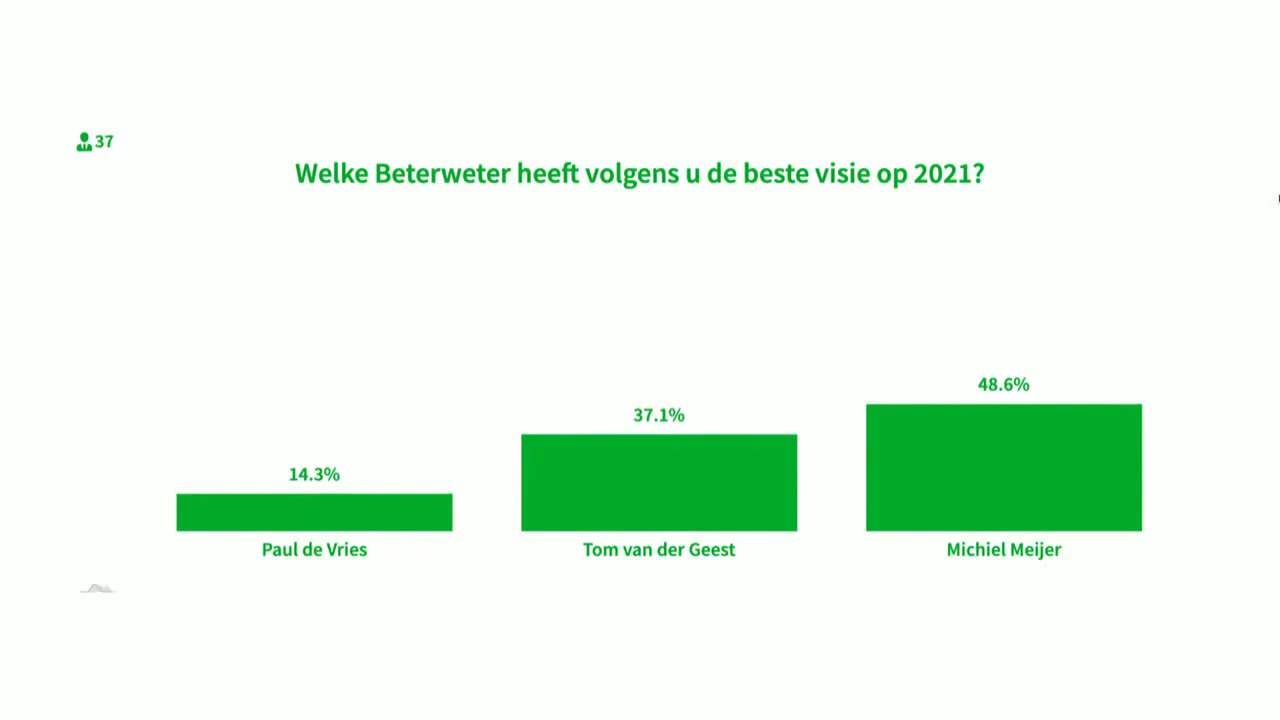 37
Welke Beterweter heeft volgens u de beste visie op 2021?
14.3%
37.1%
48.6%
Paul de Vries
Tom van der Geest
Michiel Meijer